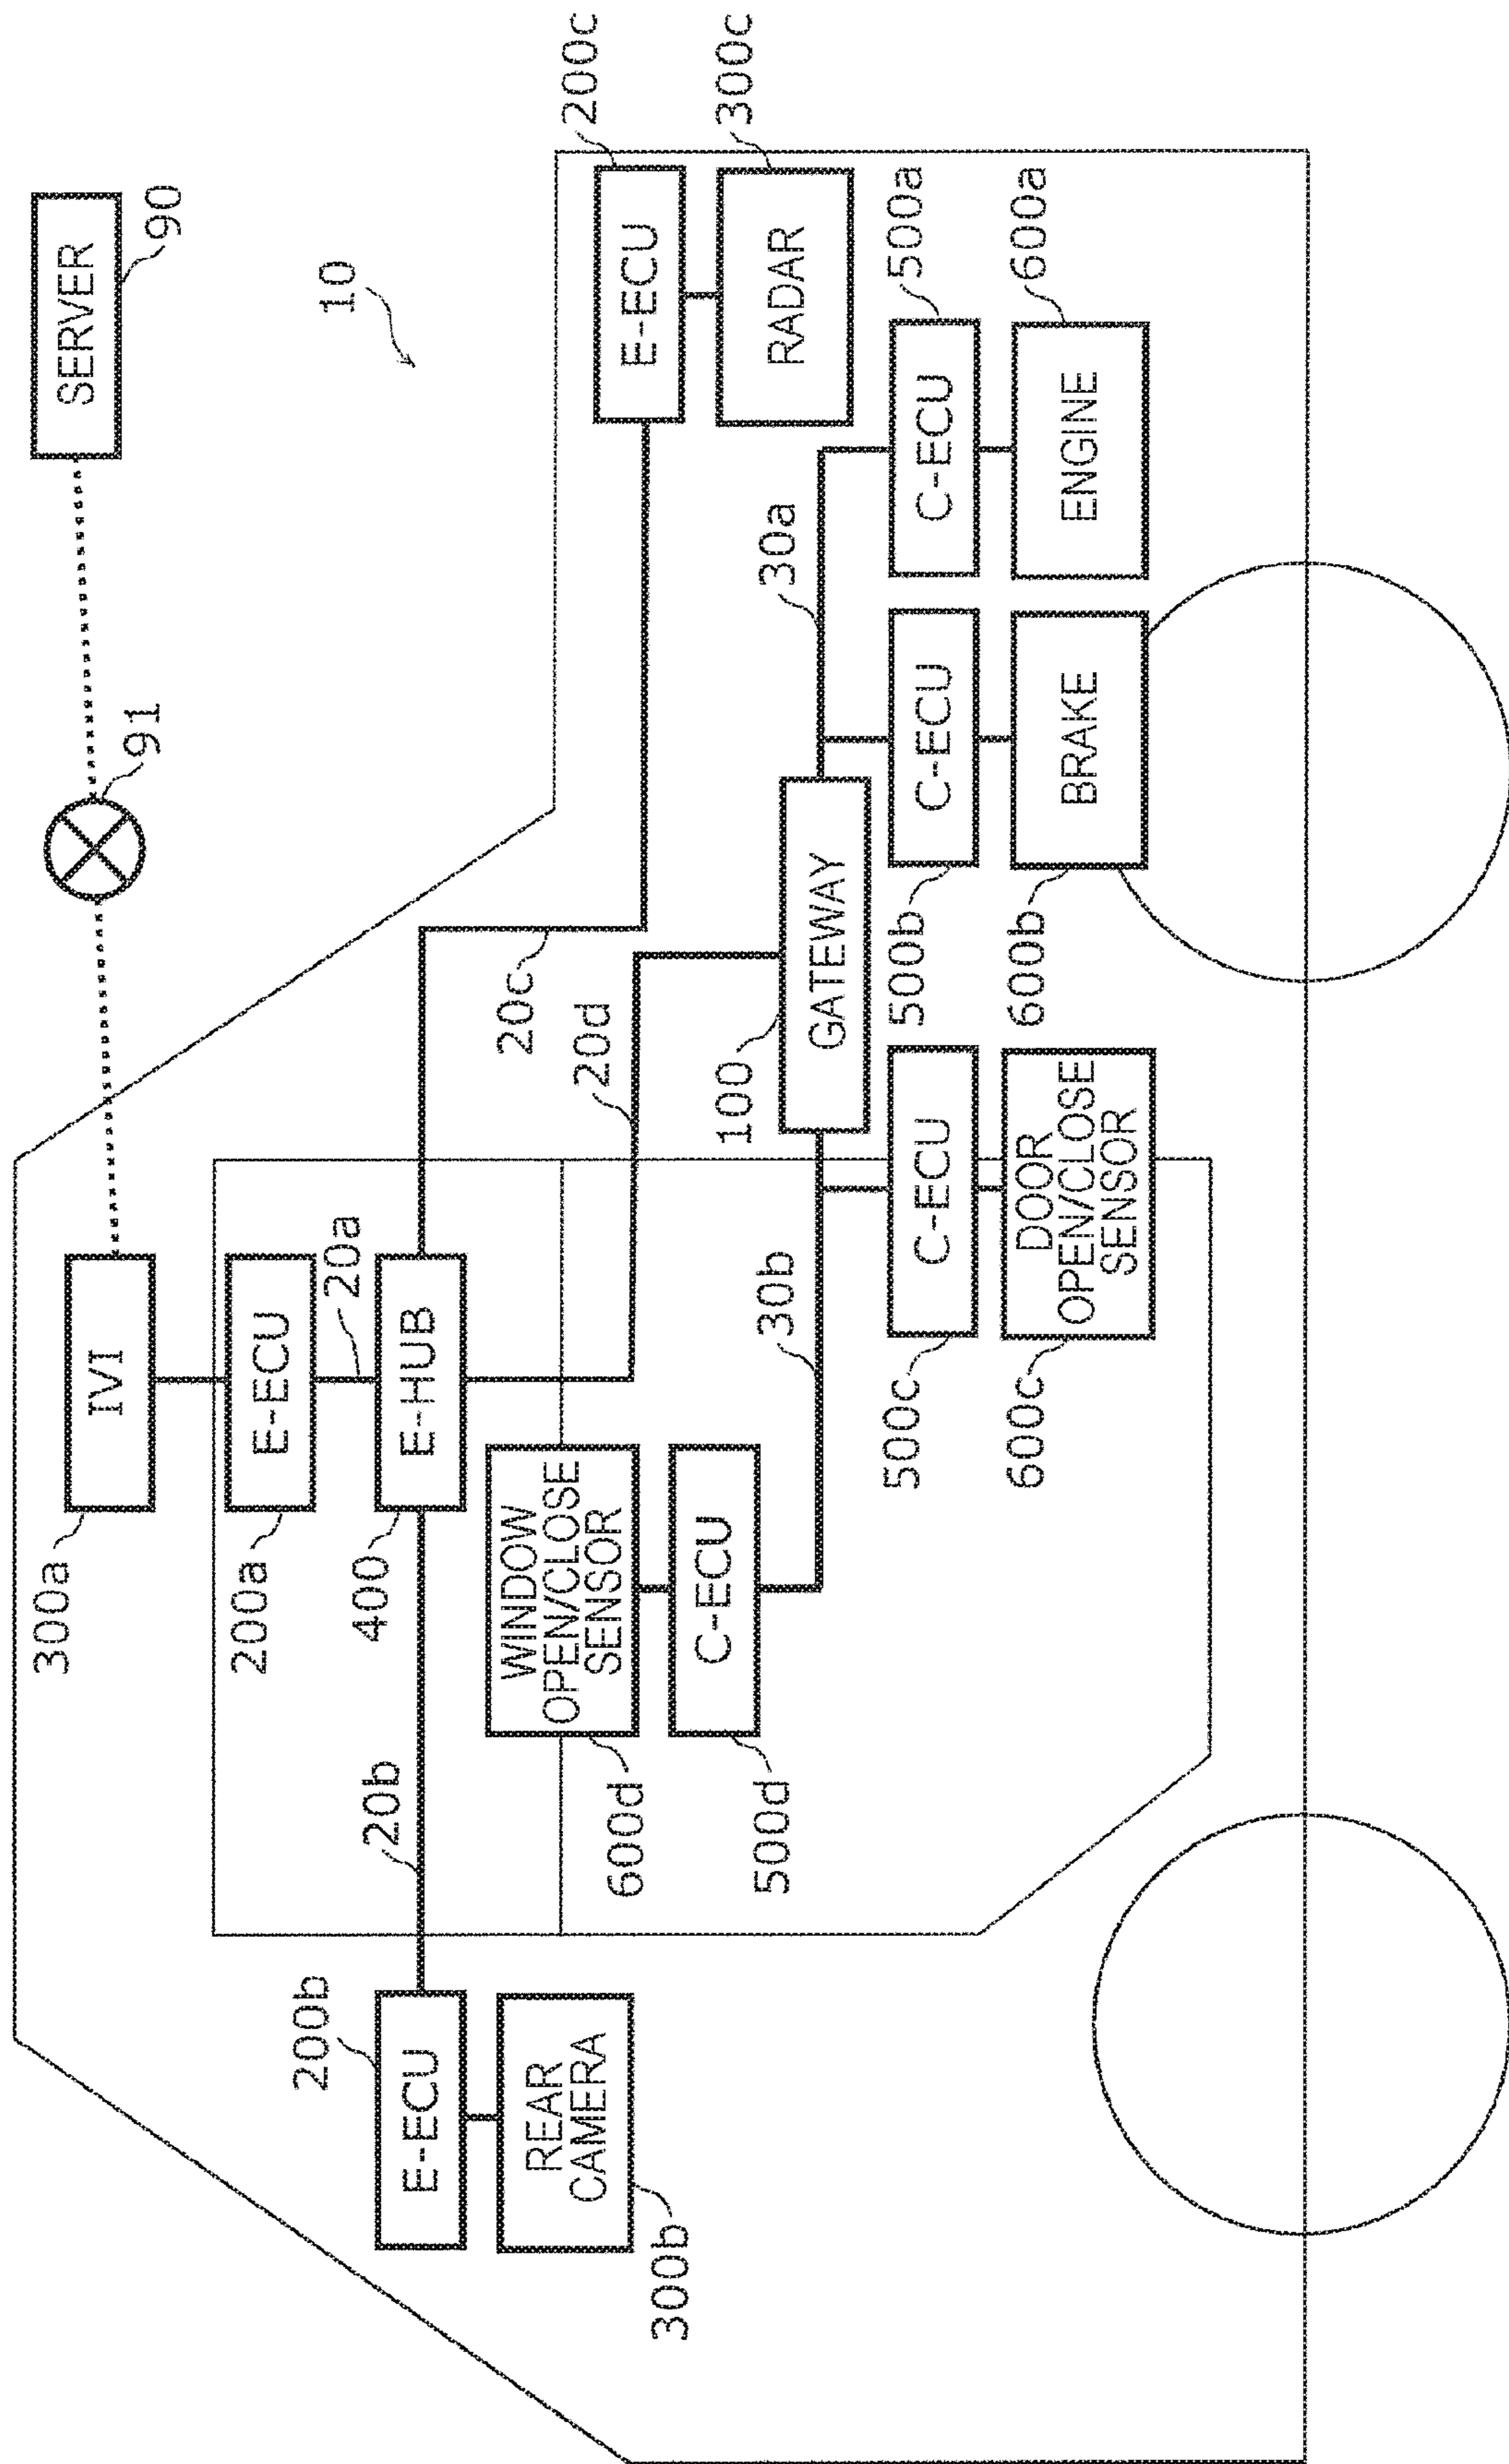 SERVER
90
91
10
300a
IVI
200a
E-ECU
20a
400
E-HUB
20b
200b
E-ECU
REAR
CAMERA
300b
20c
20d
200c
E-ECU
300c
RADAR
WINDOW
OPEN/CLOSE
SENSOR
600d
C-ECU
500d
30b
100
GATEWAY
30a
500a
C-ECU
600a
ENGINE
500b
C-ECU
600b
BRAKE
500c
C-ECU
600c
DOOR
OPEN/CLOSE
SENSOR